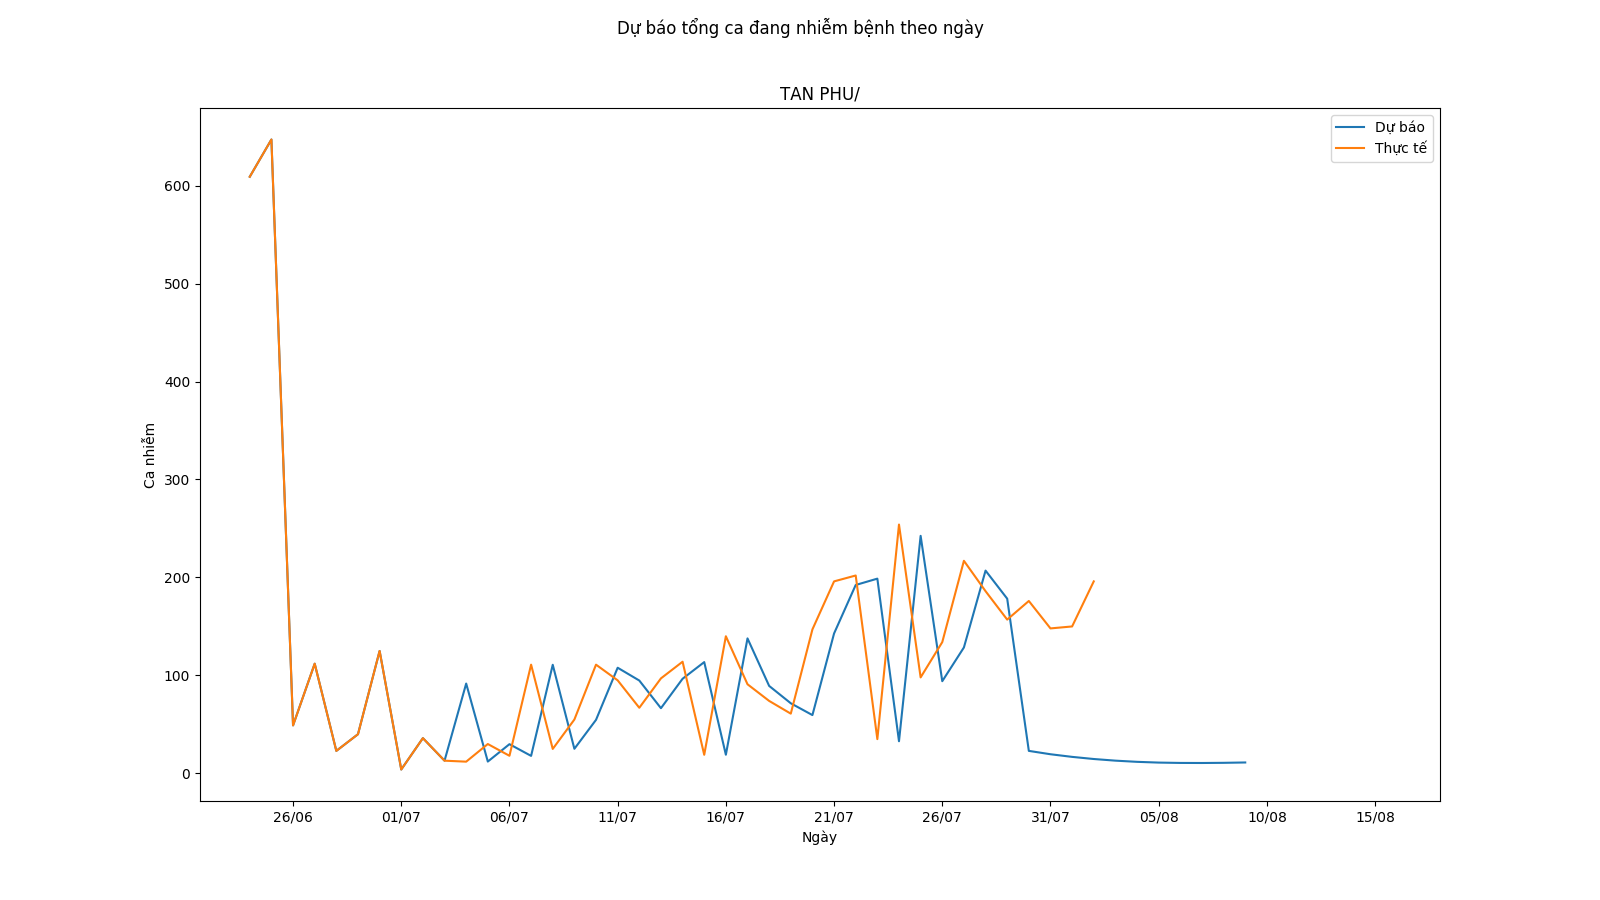 Dự báo tổng ca đang nhiễm bệnh theo ngày
TAN PHU/
Dự báo
Thực tế
600
500
400
300
200
100
0
Ca nhiễm
26/06 01/07 06/07 11/07 16/07 21/07 26/07 31/07 05/08 10/08 15/08
Ngày